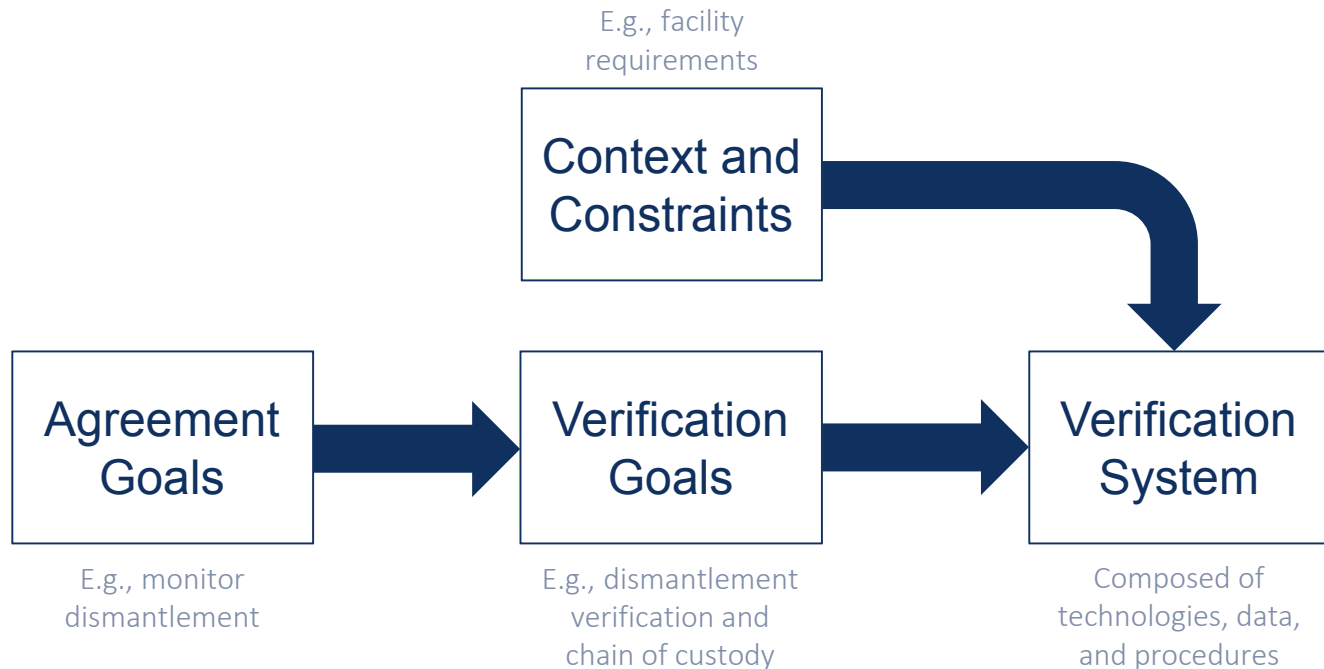 E.g., facility
requirements
Context and
Constraints
Agreement
Goals
Verification
Goals
Verification
System
E.g., monitor
dismantlement
E.g., dismantlement
verification and
chain of custody
Composed of
technologies, data,
and procedures